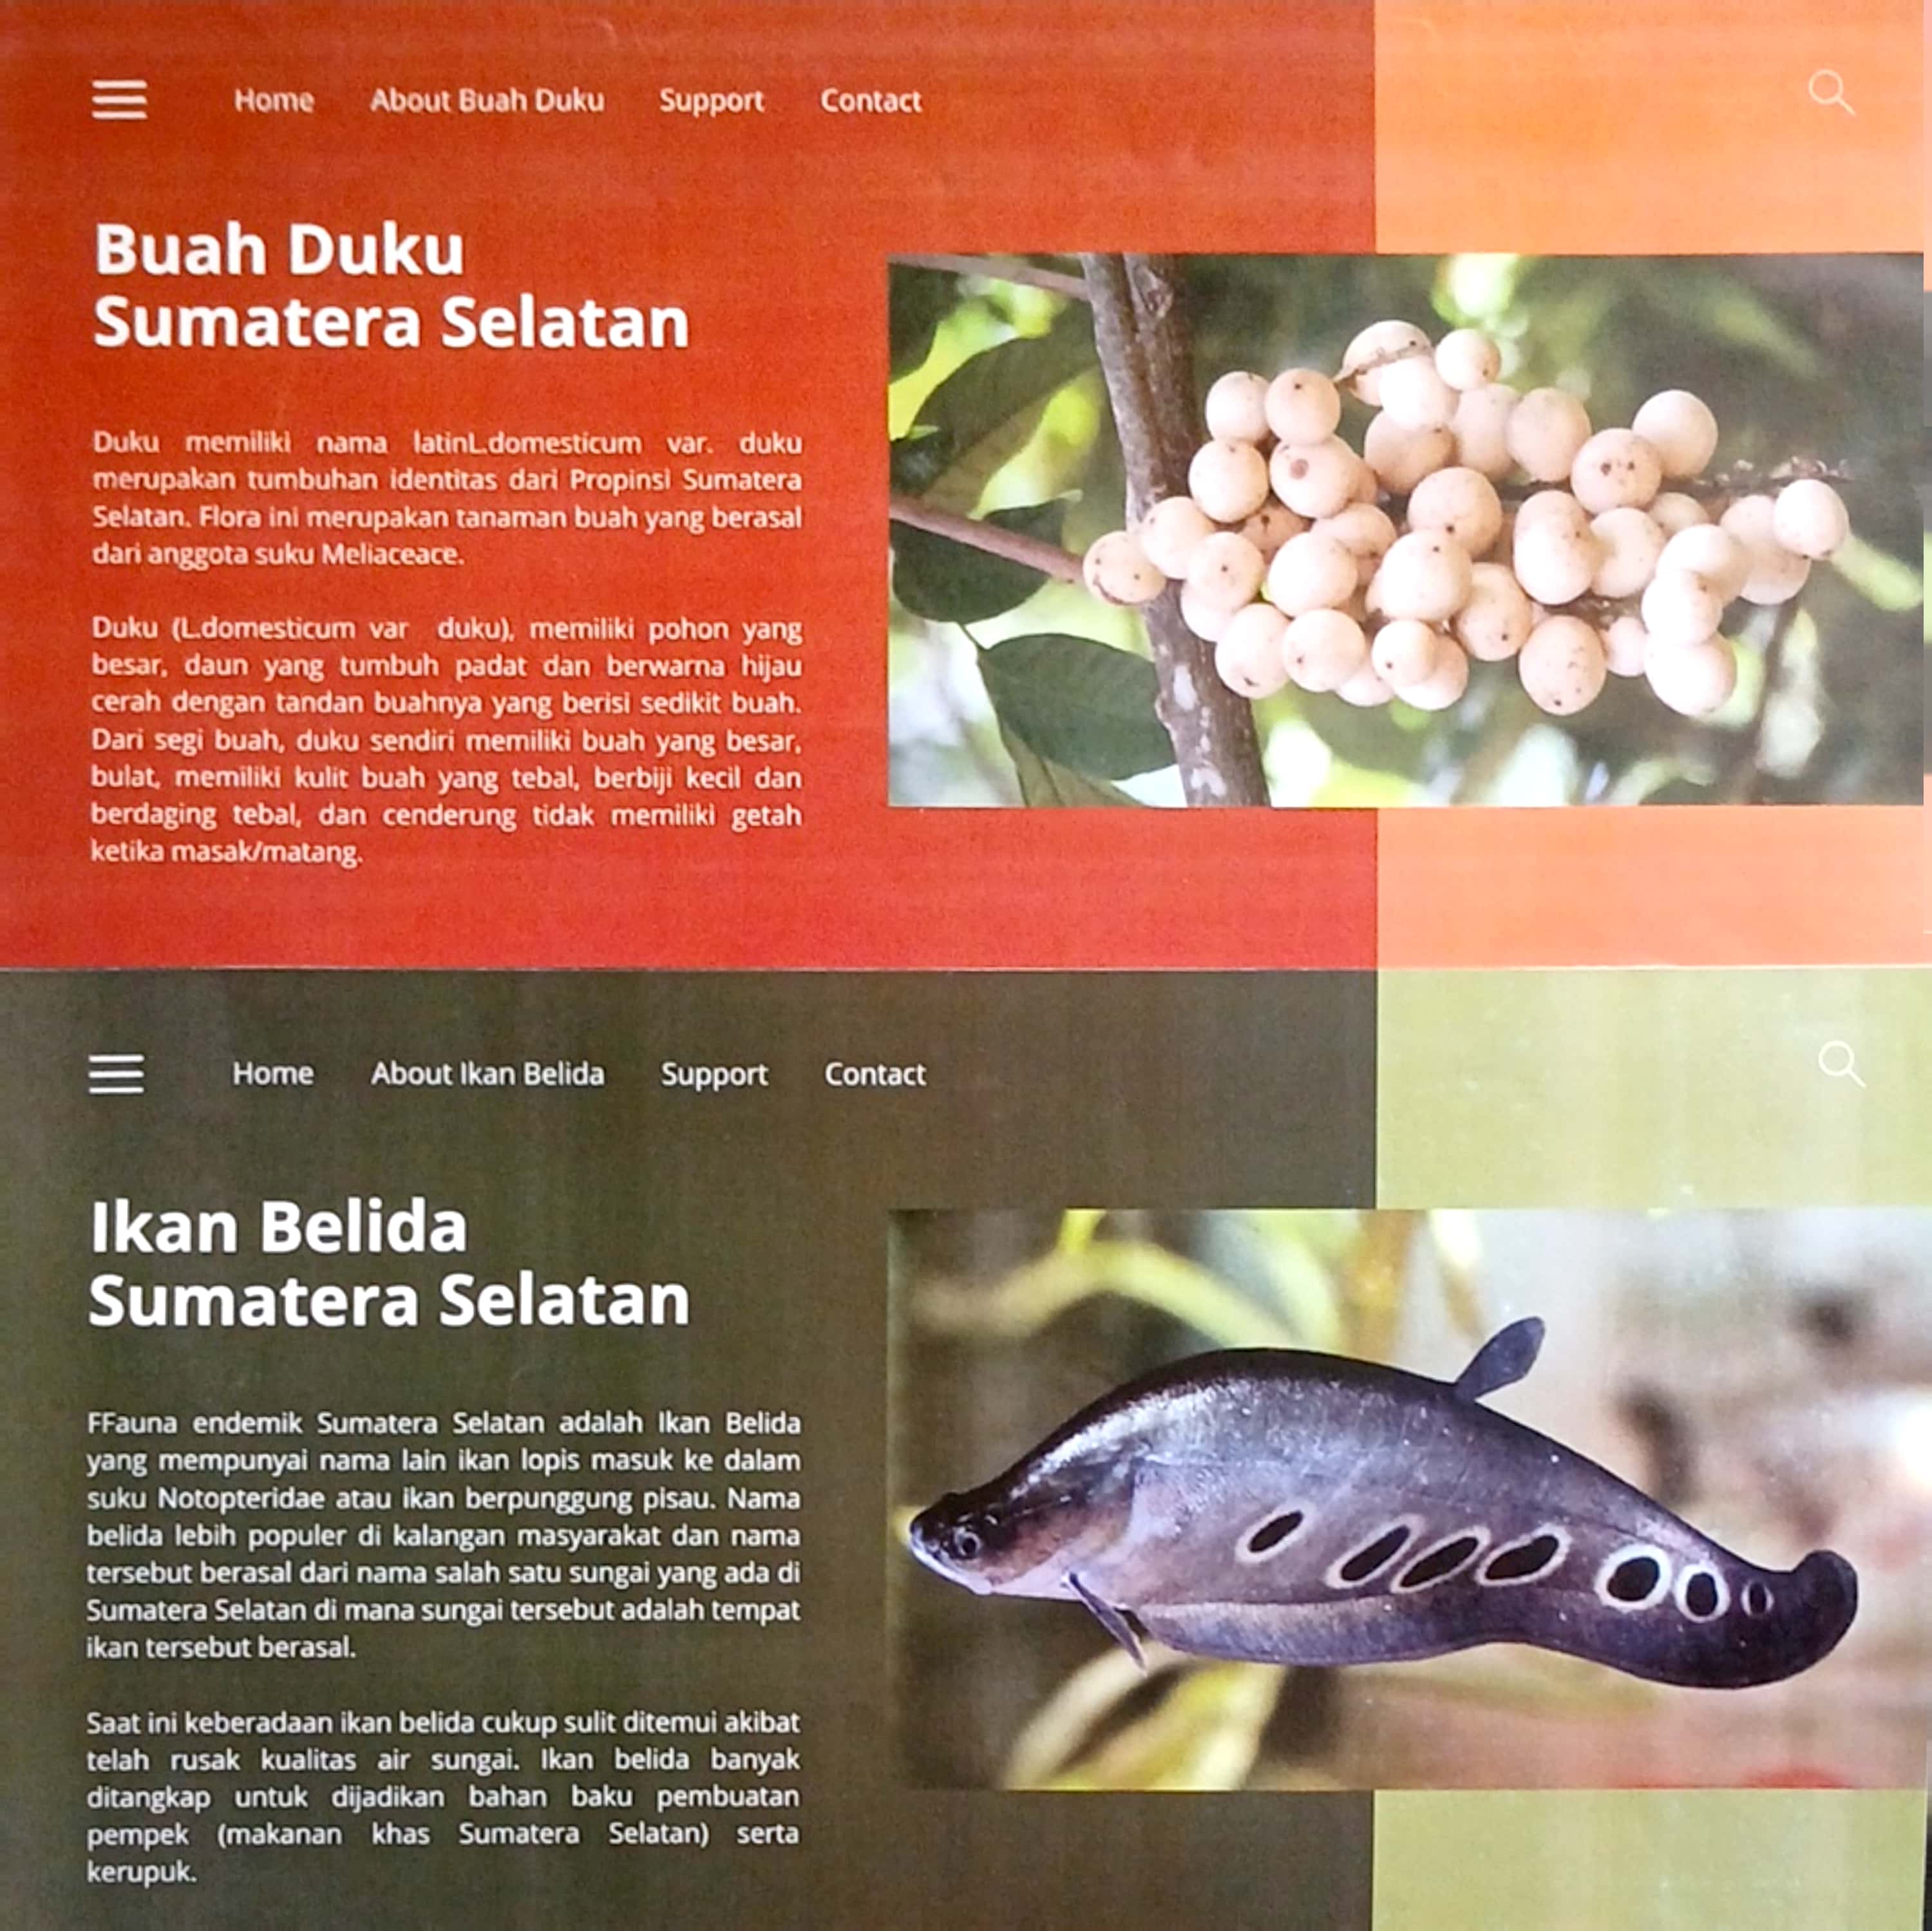 Home About Buah Duku Support Contact
Buah Duku
Sumatera Selatan
Duku memiliki nama latinL.domesticum var. duku
merupakan tumbuhan identitas dari Propinsi Sumatera
Selatan. Flora ini merupakan tanaman buah yang berasal
dari anggota suku Meliaceace.
Duku (L.domesticum var duku), memiliki pohon yang
besar, daun yang tumbuh padat dan berwarna hijau
cerah dengan tandan buahnya yang berisi sedikit buah.
Dari segi buah, duku sendiri memiliki buah yang besar,
bulat, memiliki kulit buah yang tebal, berbiji kecil dan
berdaging tebal, dan cenderung tidak memiliki getah
ketika masak/matang.
Home About Ikan Belida Support Contact
Ikan Belida
Sumatera Selatan
FFauna endemik Sumatera Selatan adalah Ikan Belida
yang mempunyai nama lain ikan lopis masuk ke dalam
suku Notopteridae atau ikan berpunggung pisau. Nama
belida lebih populer di kalangan masyarakat dan nama
tersebut berasal dari nama salah satu sungai yang ada di
Sumatera Selatan di mana sungai tersebut adalah tempat
ikan tersebut berasal.
Saat ini keberadaan ikan belida cukup sulit ditemui akibat
telah rusak kualitas air sungai. Ikan belida banyak
ditangkap untuk dijadikan bahan baku pembuatan
pempek (makanan khas Sumatera Selatan) serta
kerupuk.